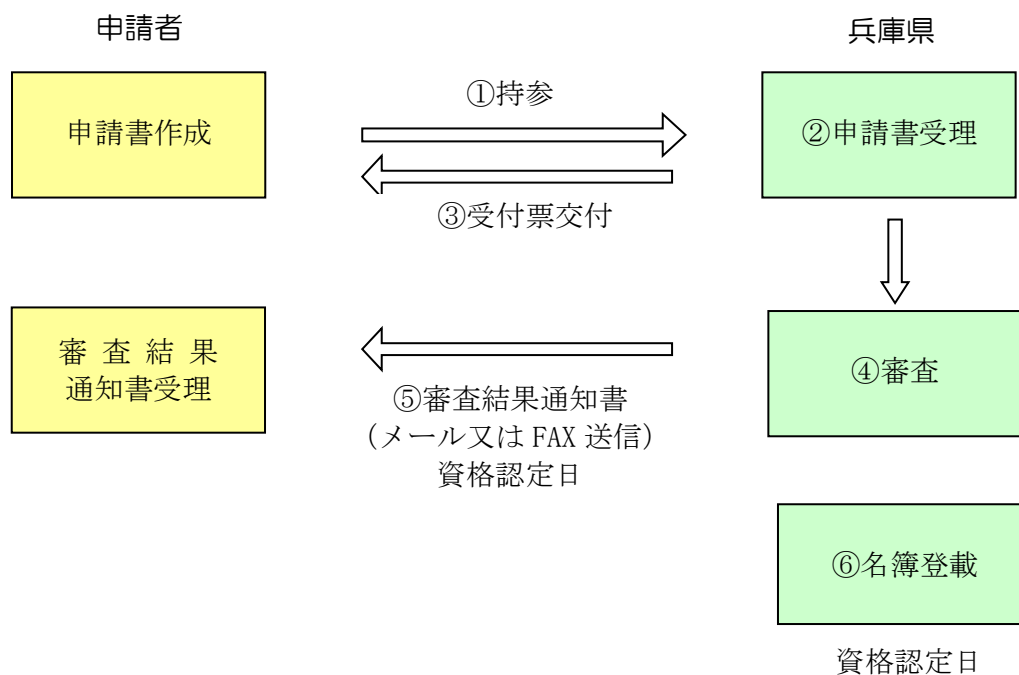 申請者
兵庫県
申請書作成
①持参
②申請書受理
③受付票交付
審 査 結 果
通知書受理
④審査
⑤審査結果通知書
（メール又は FAX 送信）
資格認定日
⑥名簿登載
資格認定日